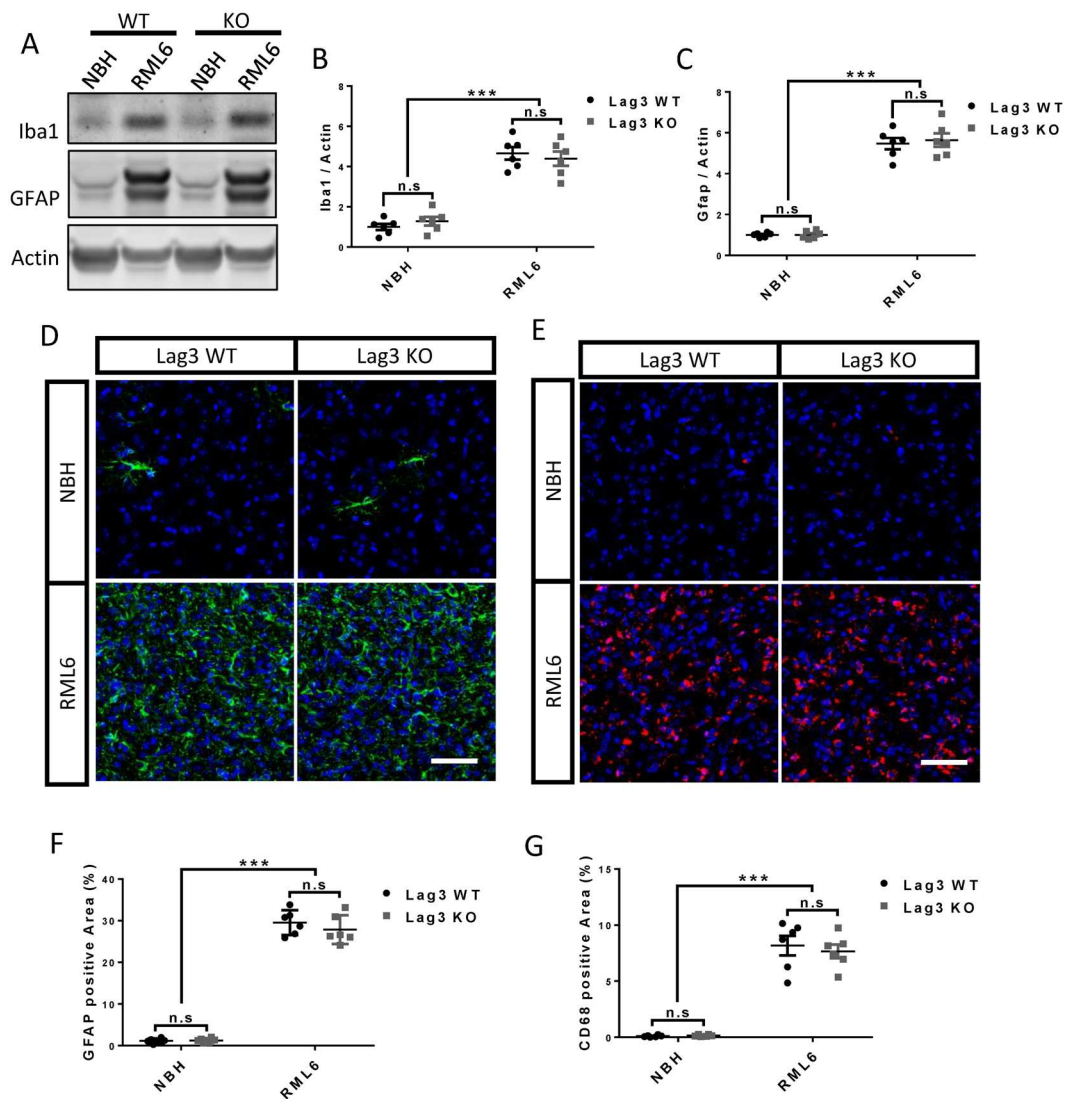 A
WT KO
NBH RML6 NBH RML6
Iba1
GFAP
Actin
B
Iba1 / Actin
8
6
4
2
0
***
n.s
n.s
NBH
RML6
Lag3 WT
Lag3 KO
C
Gfap / Actin
8
6
4
2
0
***
n.s
n.s
NBH
RML6
Lag3 WT
Lag3 KO
D
Lag3 WT Lag3 KO
NBH
RML6
E
Lag3 WT Lag3 KO
NBH
RML6
F
GFAP positive Area (%)
40
30
20
10
0
***
n.s
n.s
NBH
RML6
Lag3 WT
Lag3 KO
G
CD68 positive Area (%)
15
10
5
0
***
n.s
n.s
NBH
RML6
Lag3 WT
Lag3 KO